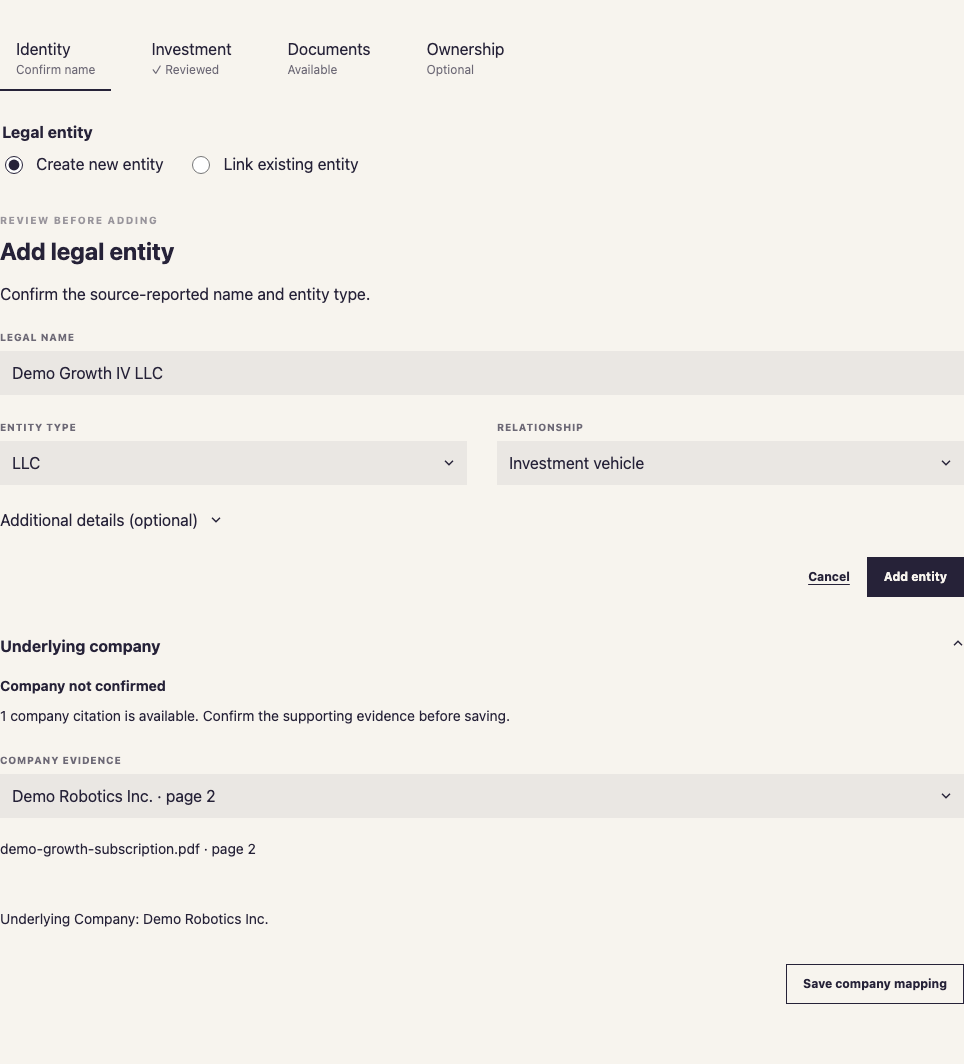 Identity
Confirm name
Investment
✓ Reviewed
Documents
Available
Ownership
Optional
Legal entity
Create new entity
Link existing entity
REVIEW BEFORE ADDING
Add legal entity
Confirm the source-reported name and entity type.
LEGAL NAME
Demo Growth IV LLC
ENTITY TYPE
RELATIONSHIP
LLC
Investment vehicle
Additional details (optional)
Cancel
Add entity
Underlying company
Company not confirmed
1 company citation is available. Confirm the supporting evidence before saving.
COMPANY EVIDENCE
Demo Robotics Inc. · page 2
demo-growth-subscription.pdf · page 2
Underlying Company: Demo Robotics Inc.
Save company mapping